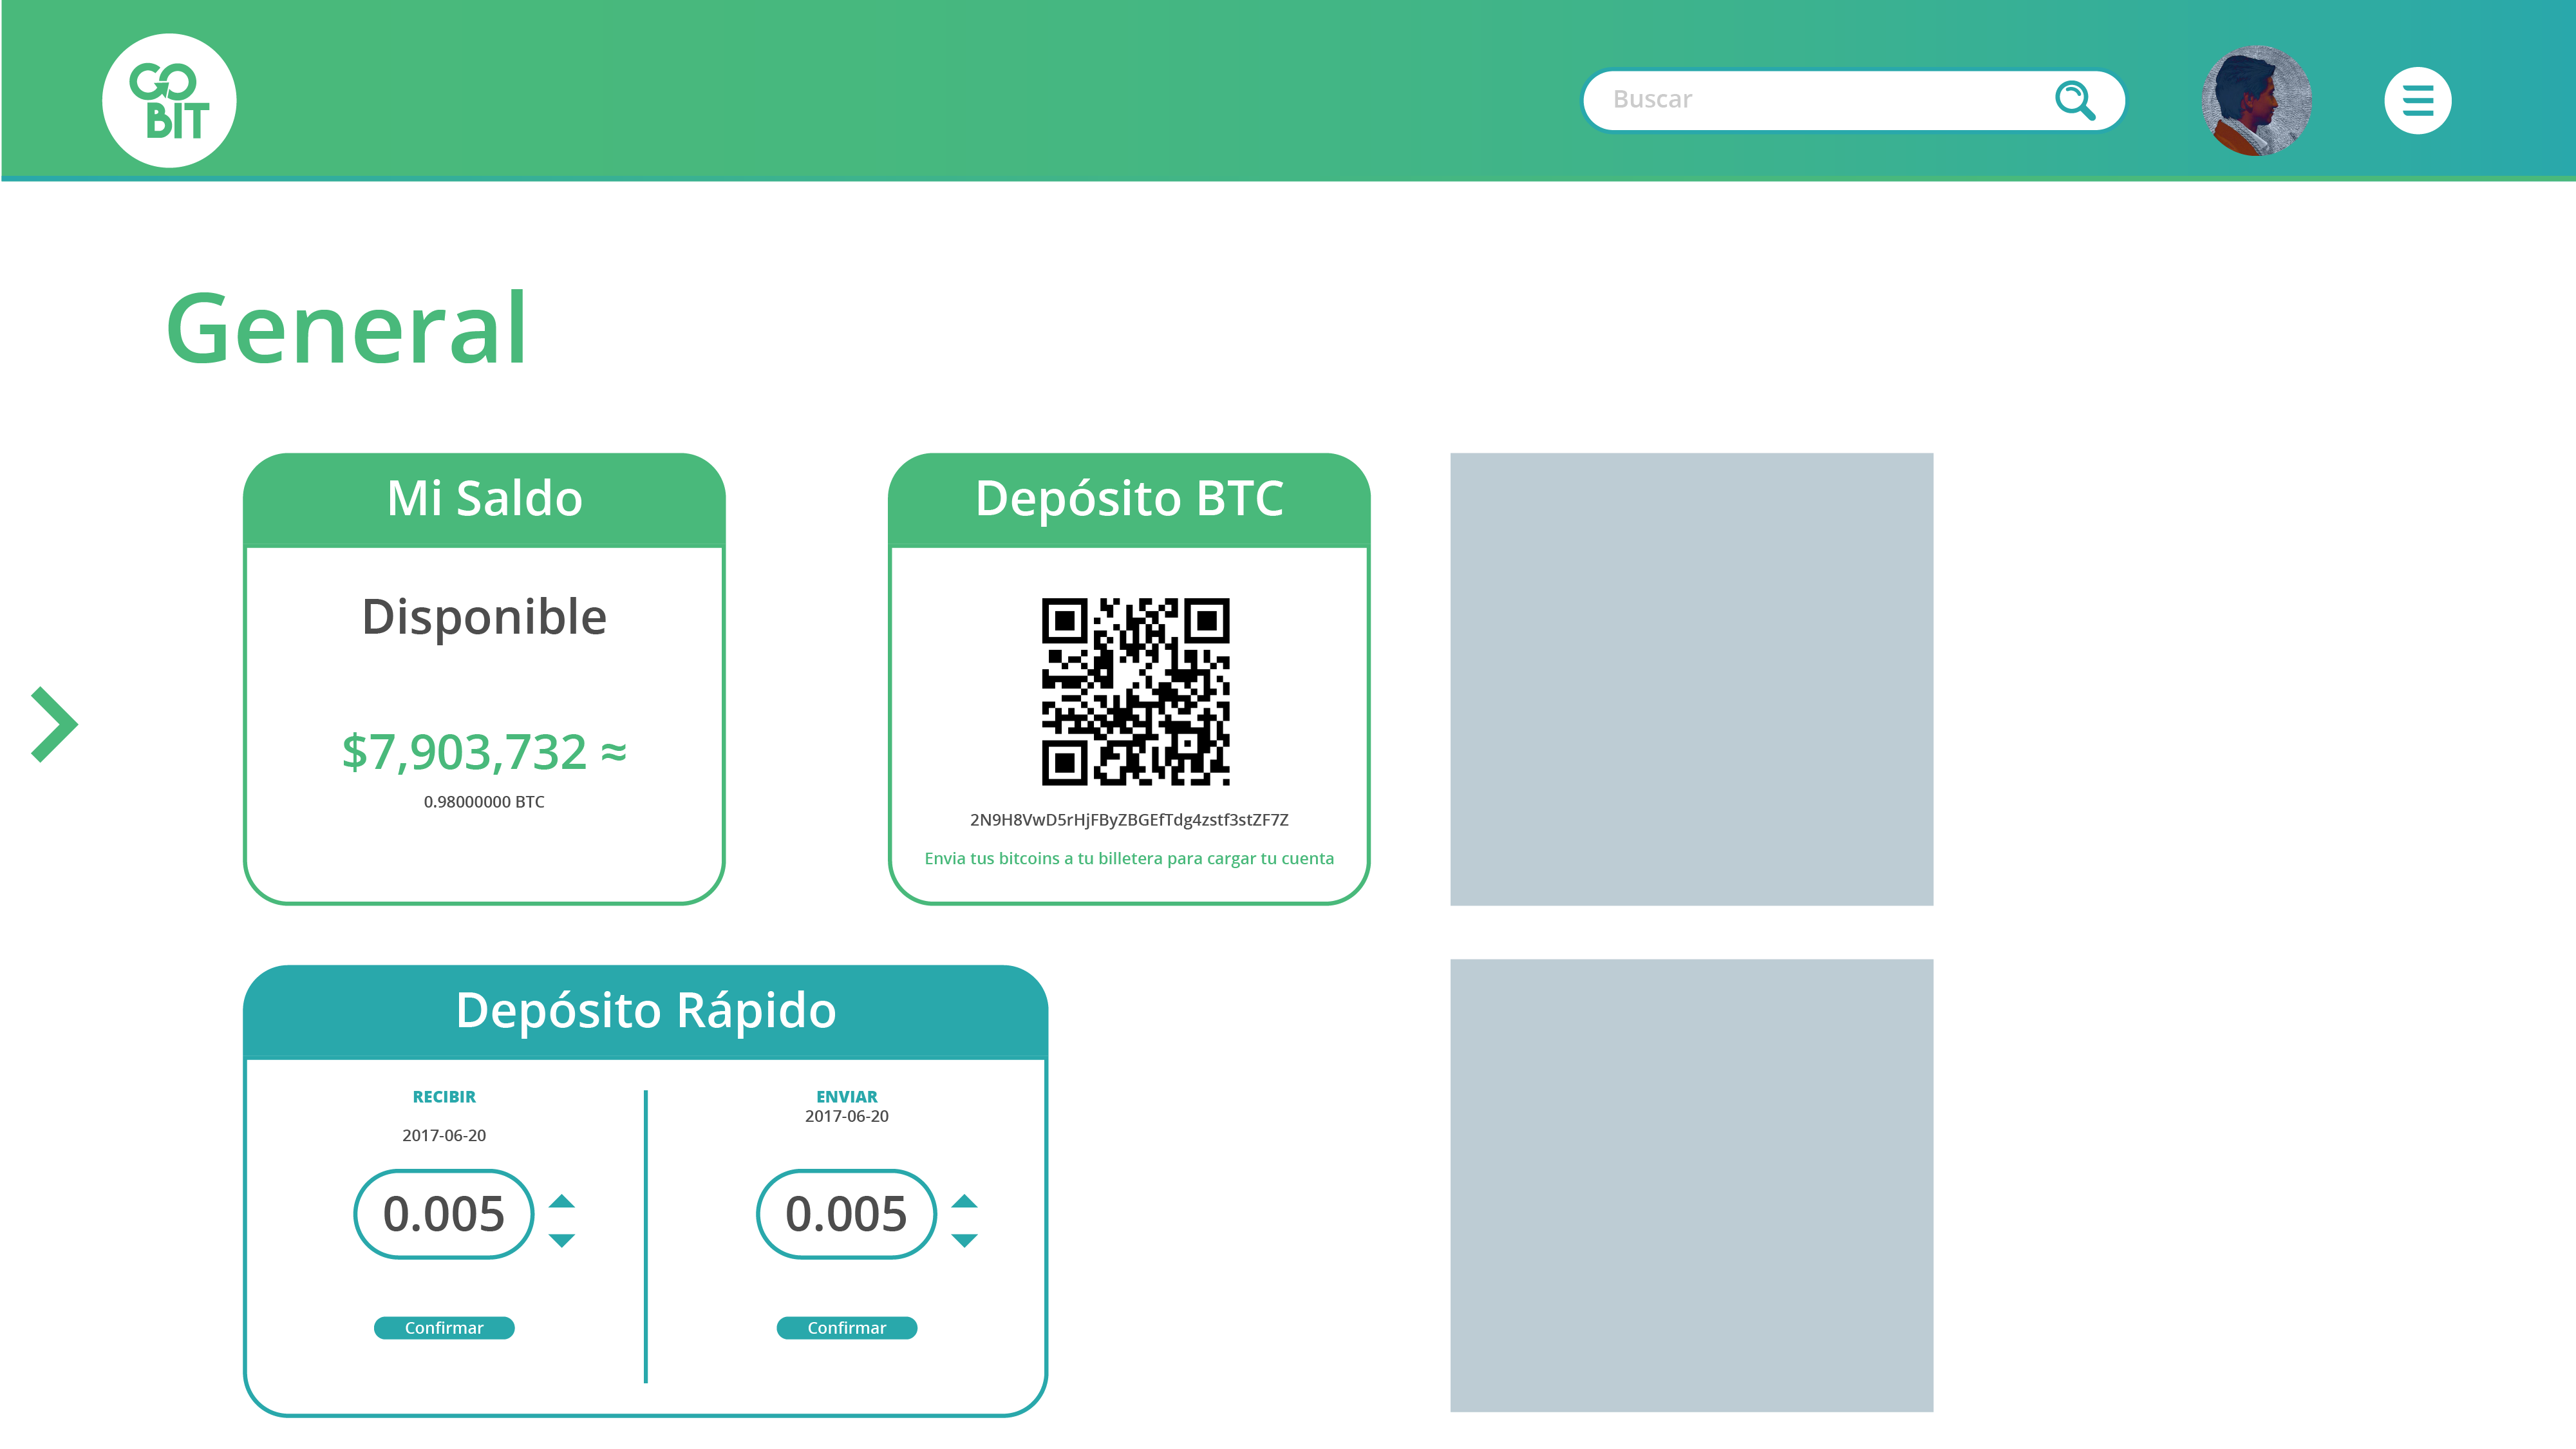 GO
BIT
Buscar
General
Mi Saldo
Disponible
$7,903,732 ≈
0.98000000 BTC
Depósito BTC
2N9H8VwD5rHjFByZBGEfTdg4zstf3stZF7Z
Envia tus bitcoins a tu billetera para cargar tu cuenta
Depósito Rápido
RECIBIR
2017-06-20
0.005
Confirmar
ENVIAR
2017-06-20
0.005
Confirmar